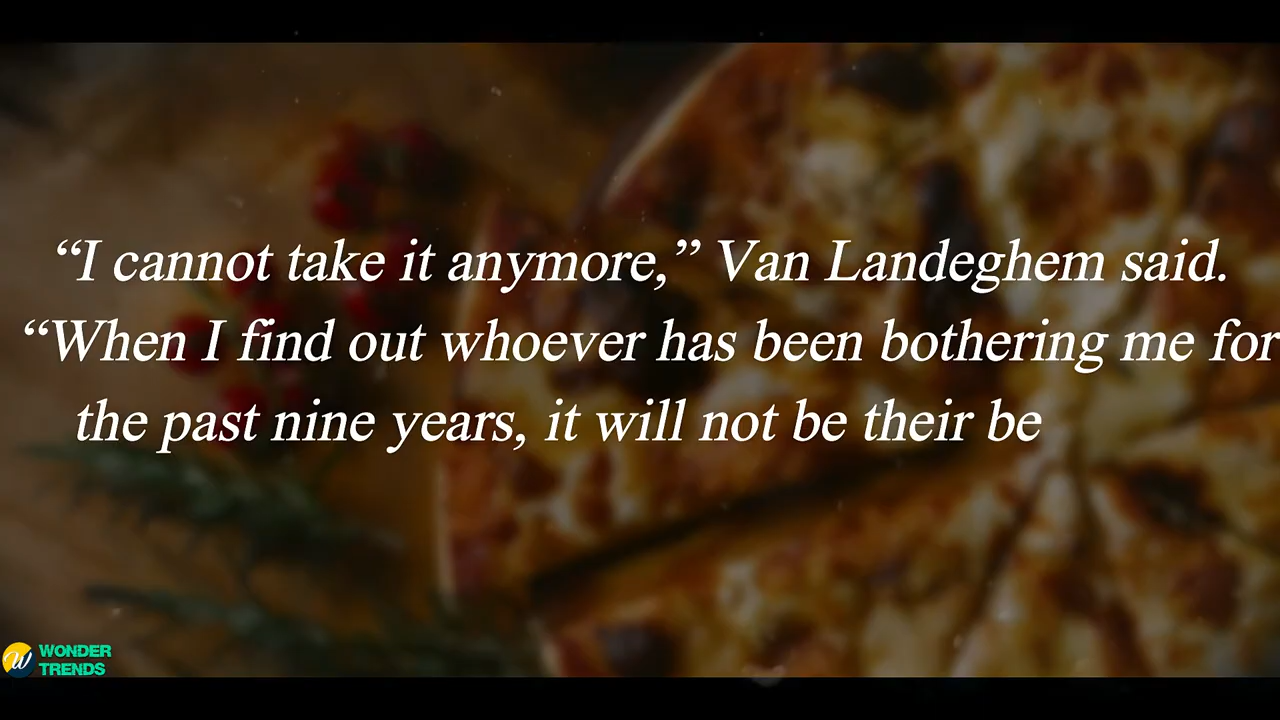 “I cannot take it anymore,” Van Landeghem said.
“When I find out whoever has been bothering me for
the past nine years, it will not be their be
W
WONDER
TRENDS